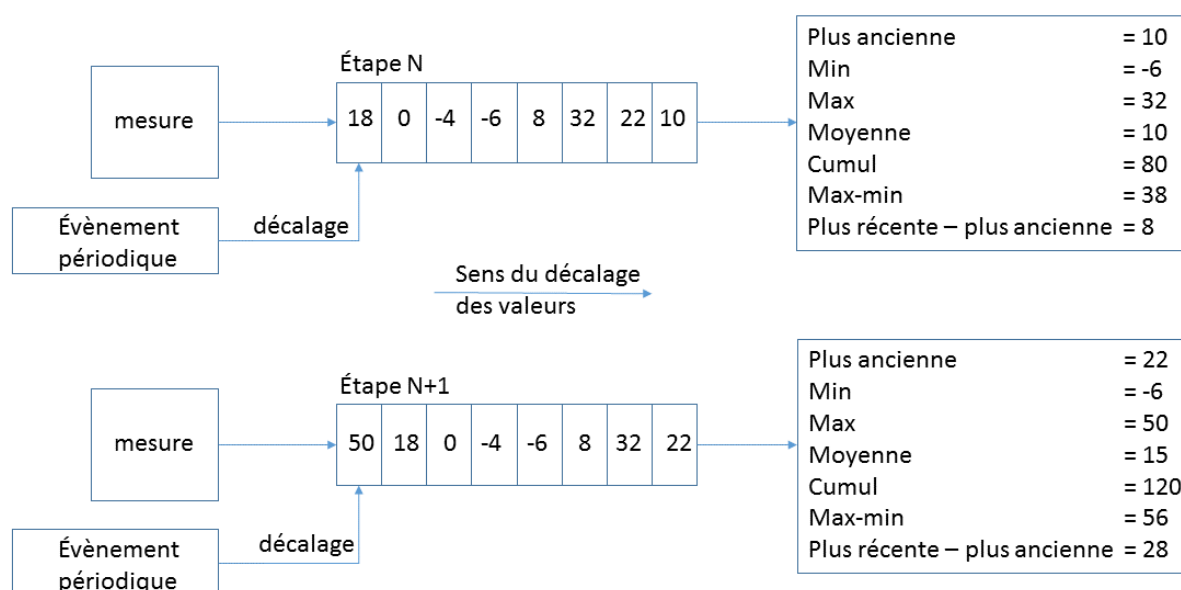 Étape N
mesure
18 0 -4 -6 8 32 22 10
Évènement
périodique
décalage
Plus ancienne = 10
Min = -6
Max = 32
Moyenne = 10
Cumul = 80
Max-min = 38
Plus récente – plus ancienne = 8
Sens du décalage
des valeurs
Étape N+1
mesure
50 18 0 -4 -6 8 32 22
Évènement
périodique
décalage
Plus ancienne = 22
Min = -6
Max = 50
Moyenne = 15
Cumul = 120
Max-min = 56
Plus récente – plus ancienne = 28